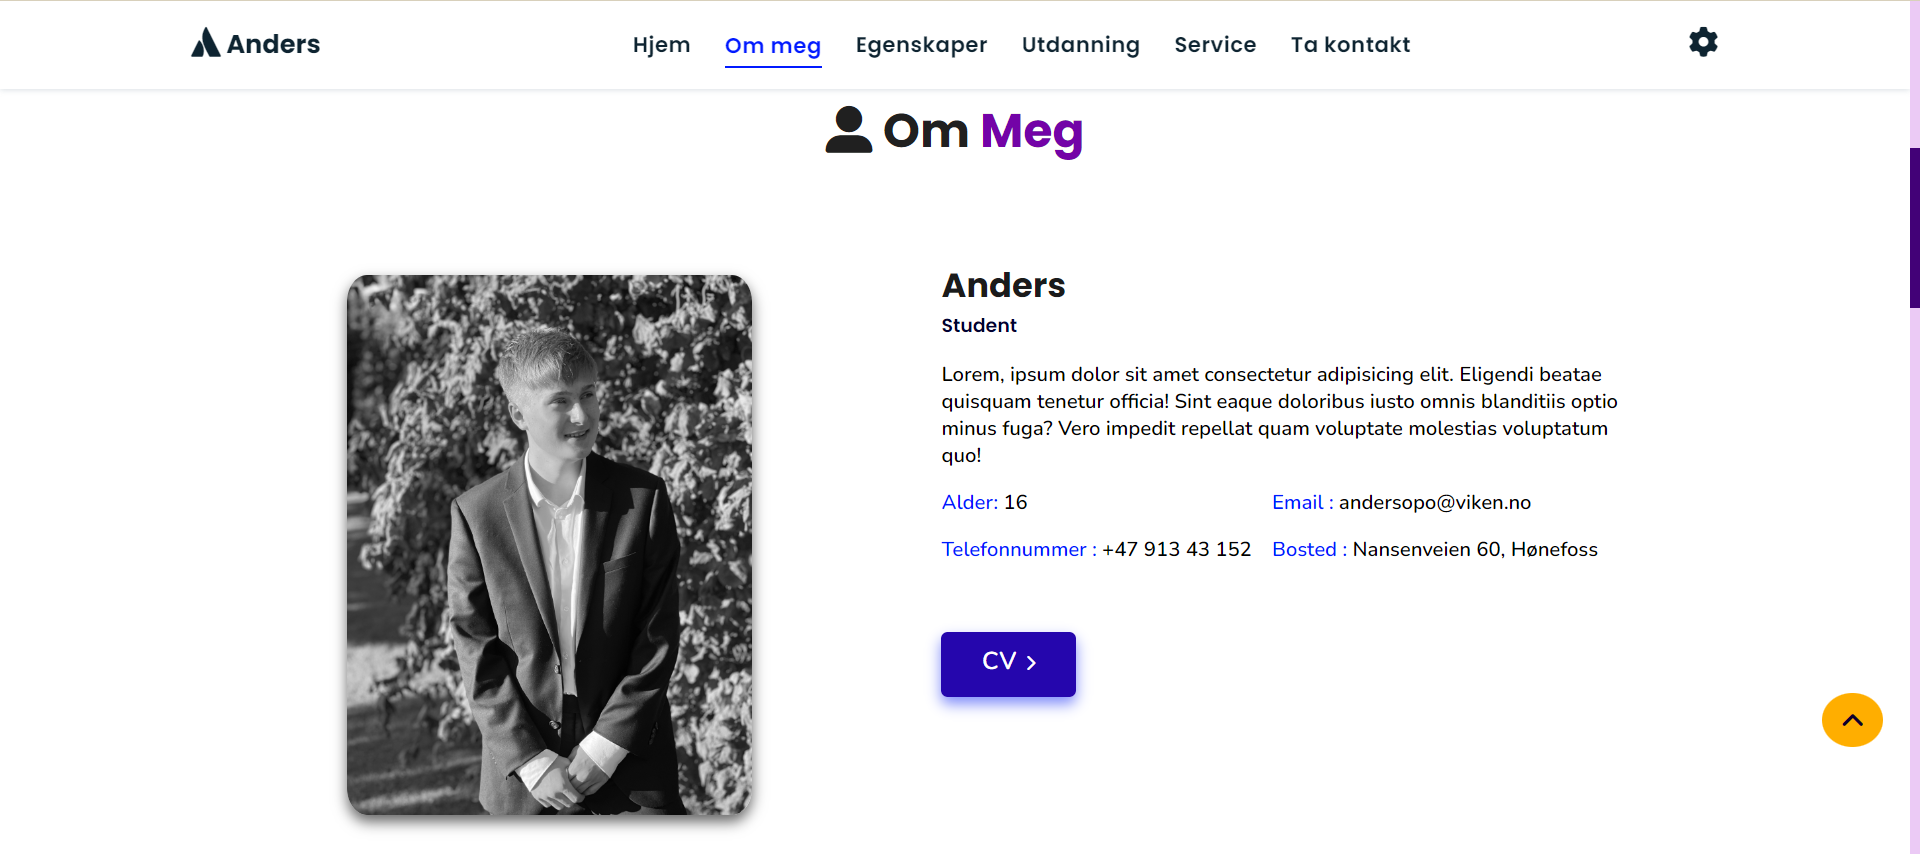 Anders
Hjem Om meg Egenskaper Utdanning Service Ta kontakt
Om Meg
Anders
Student
Lorem, ipsum dolor sit amet consectetur adipisicing elit. Eligendi beatae
quisquam tenetur officia! Sint eaque doloribus iusto omnis blanditiis optio
minus fuga? Vero impedit repellat quam voluptate molestias voluptatum
quo!
Alder: 16 Email : andersopo@viken.no
Telefonnummer : +47 913 43 152 Bosted : Nansenveien 60, Hønefoss
CV